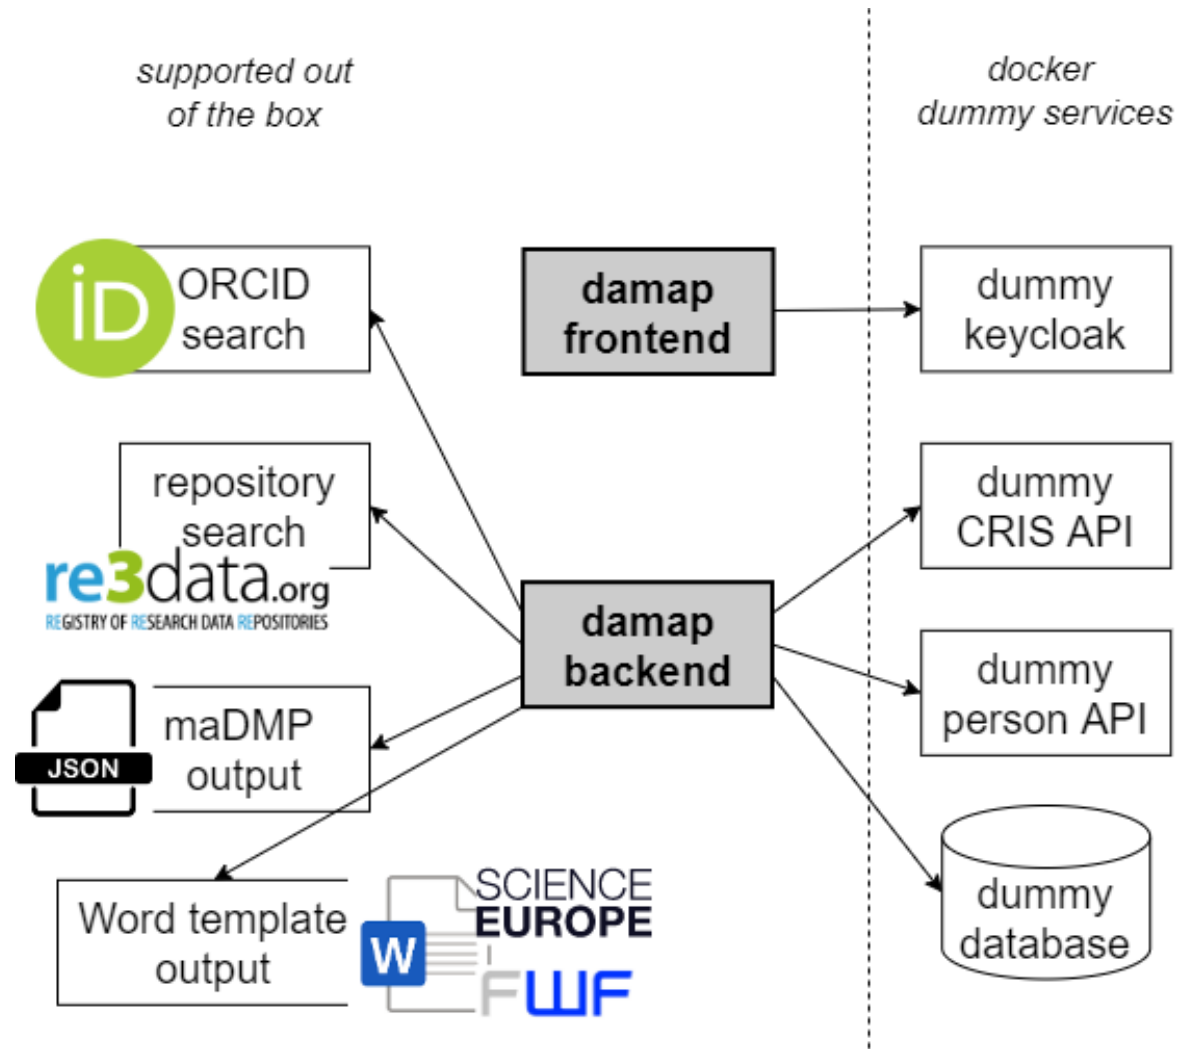 supported out
of the box
docker
dummy services
iD
ORCID
search
damap
frontend
dummy
keycloak
repository
search
re3data.org
REGISTRY OF RESEARCH DATA REPOSITORIES
dummy
CRIS API
damap
backend
dummy
person API
JSON
maDMP
output
dummy
database
Word template
output
W
SCIENCE
EUROPE
FWF